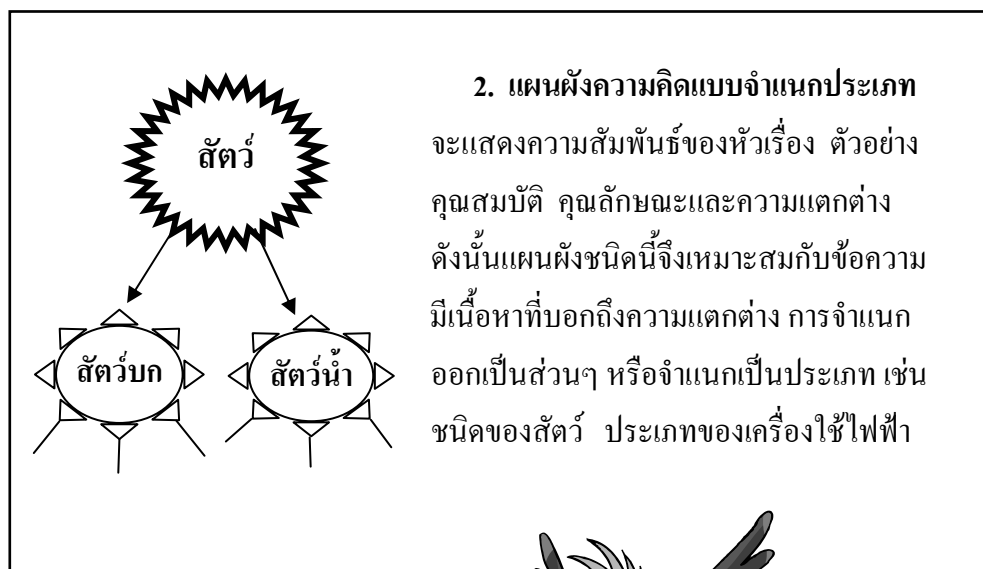 สัตว์
สัตว์บก
สัตว์น้ำ
2. แผนผังความคิดแบบจำแนกประเภท
จะแสดงความสัมพันธ์ของหัวเรื่อง ตัวอย่าง
คุณสมบัติ คุณลักษณะและความแตกต่าง
ดังนั้นแผนผังชนิดนี้จึงเหมาะสมกับข้อความ
มีเนื้อหาที่บอกถึงความแตกต่าง การจำแนก
ออกเป็นส่วนๆ หรือจำแนกเป็นประเภท เช่น
ชนิดของสัตว์ ประเภทของเครื่องใช้ไฟฟ้า